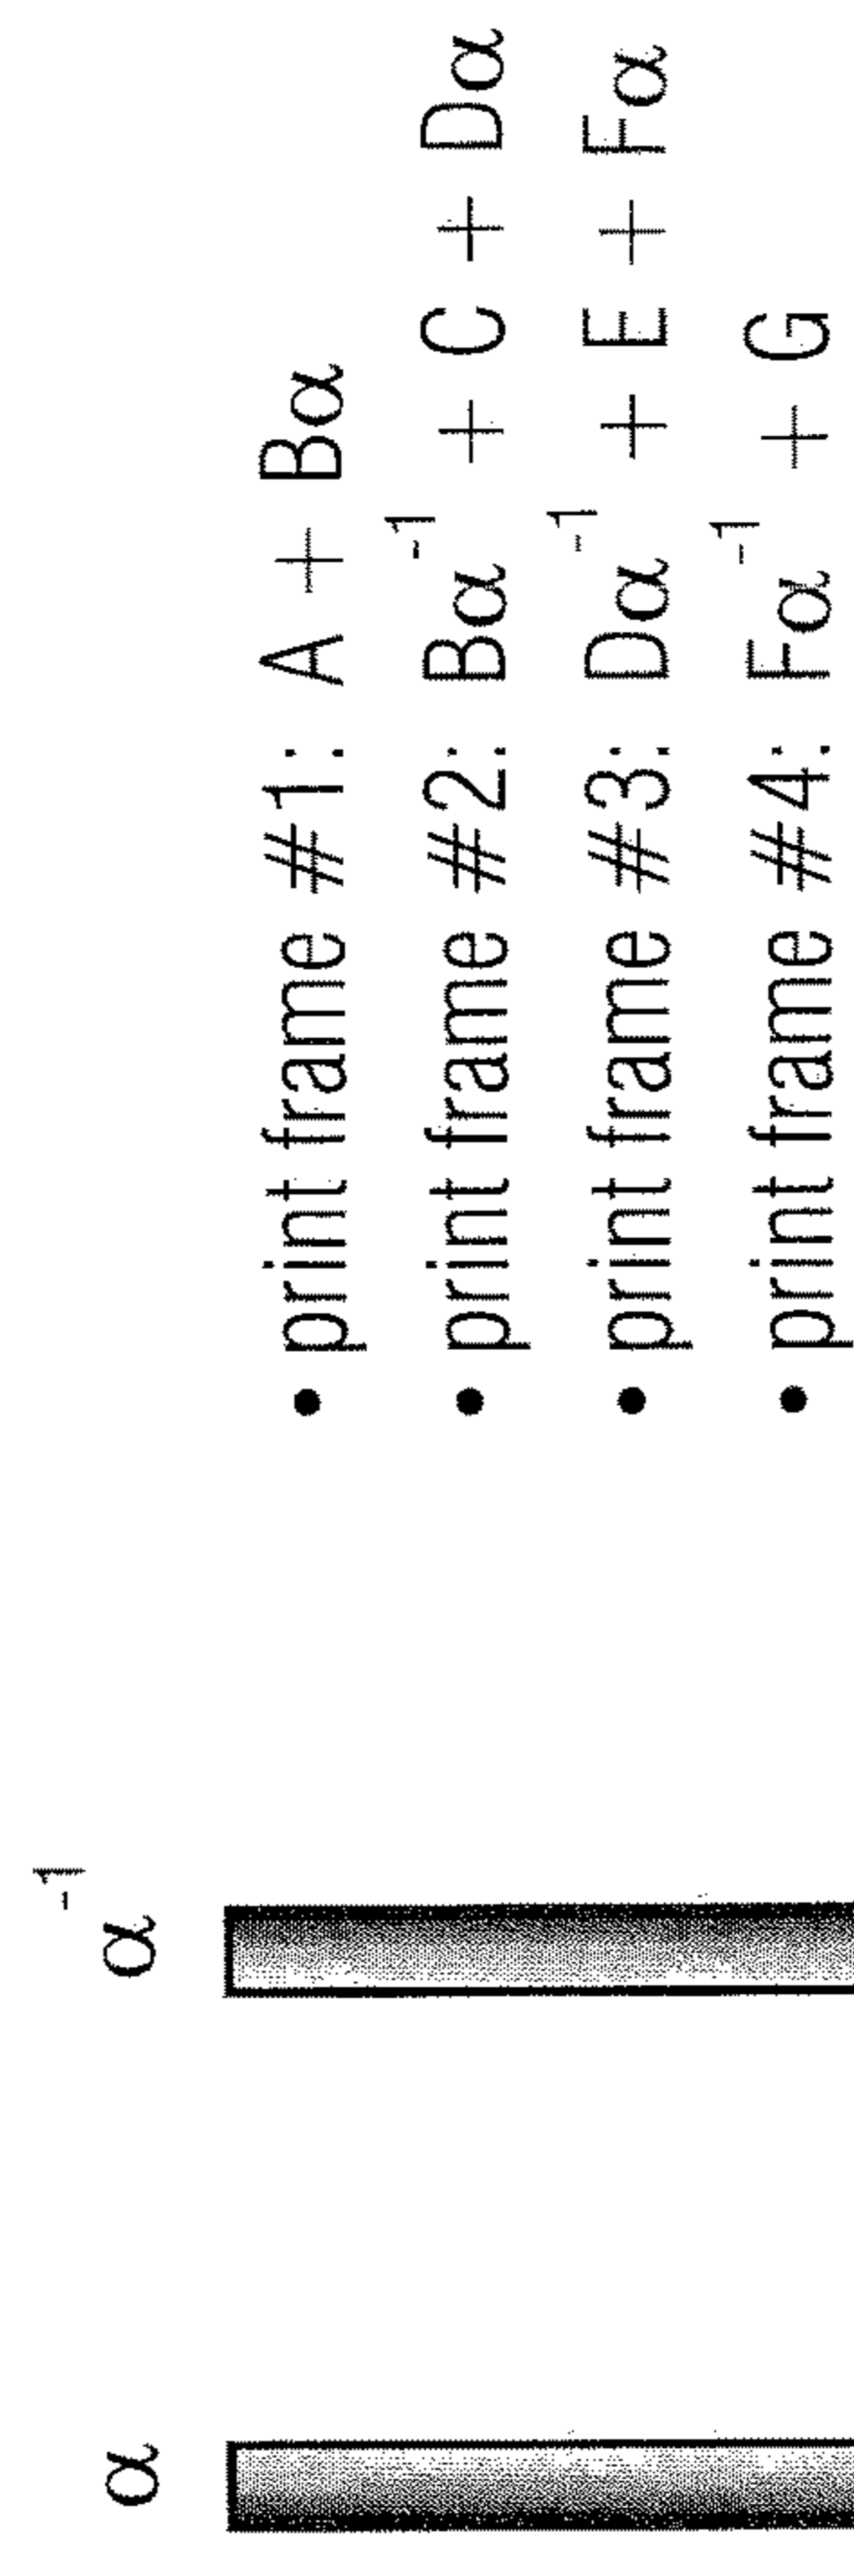 α
α⁻¹
• print frame #1: A + Bα
• print frame #2: Bα⁻¹ + C + Dα
• print frame #3: Dα⁻¹ + E + Fα
• print frame #4: Fα⁻¹ + G